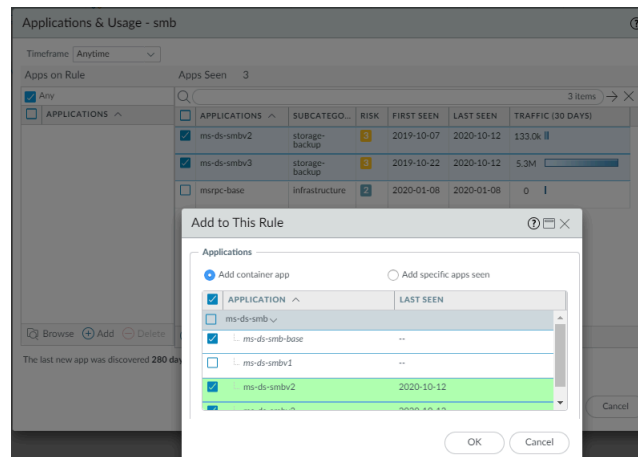 Applications & Usage - smb
Timeframe Anytime
Apps on Rule
Apps Seen 3
Any
3 items
APPLICATIONS
APPLICATIONS SUBCATEGO... RISK FIRST SEEN LAST SEEN TRAFFIC (30 DAYS)
ms-ds-smbv2 storage-backup 3 2019-10-07 2020-10-12 133.0k
ms-ds-smbv3 storage-backup 3 2019-10-22 2020-10-12 5.3M
msrpc-base infrastructure 2 2020-01-08 2020-01-08 0
Add to This Rule
Applications
Add container app Add specific apps seen
APPLICATION LAST SEEN
ms-ds-smb
ms-ds-smb-base --
ms-ds-smbv1 --
ms-ds-smbv2 2020-10-12
Browse Add Delete
The last new app was discovered 280
Cancel
OK Cancel